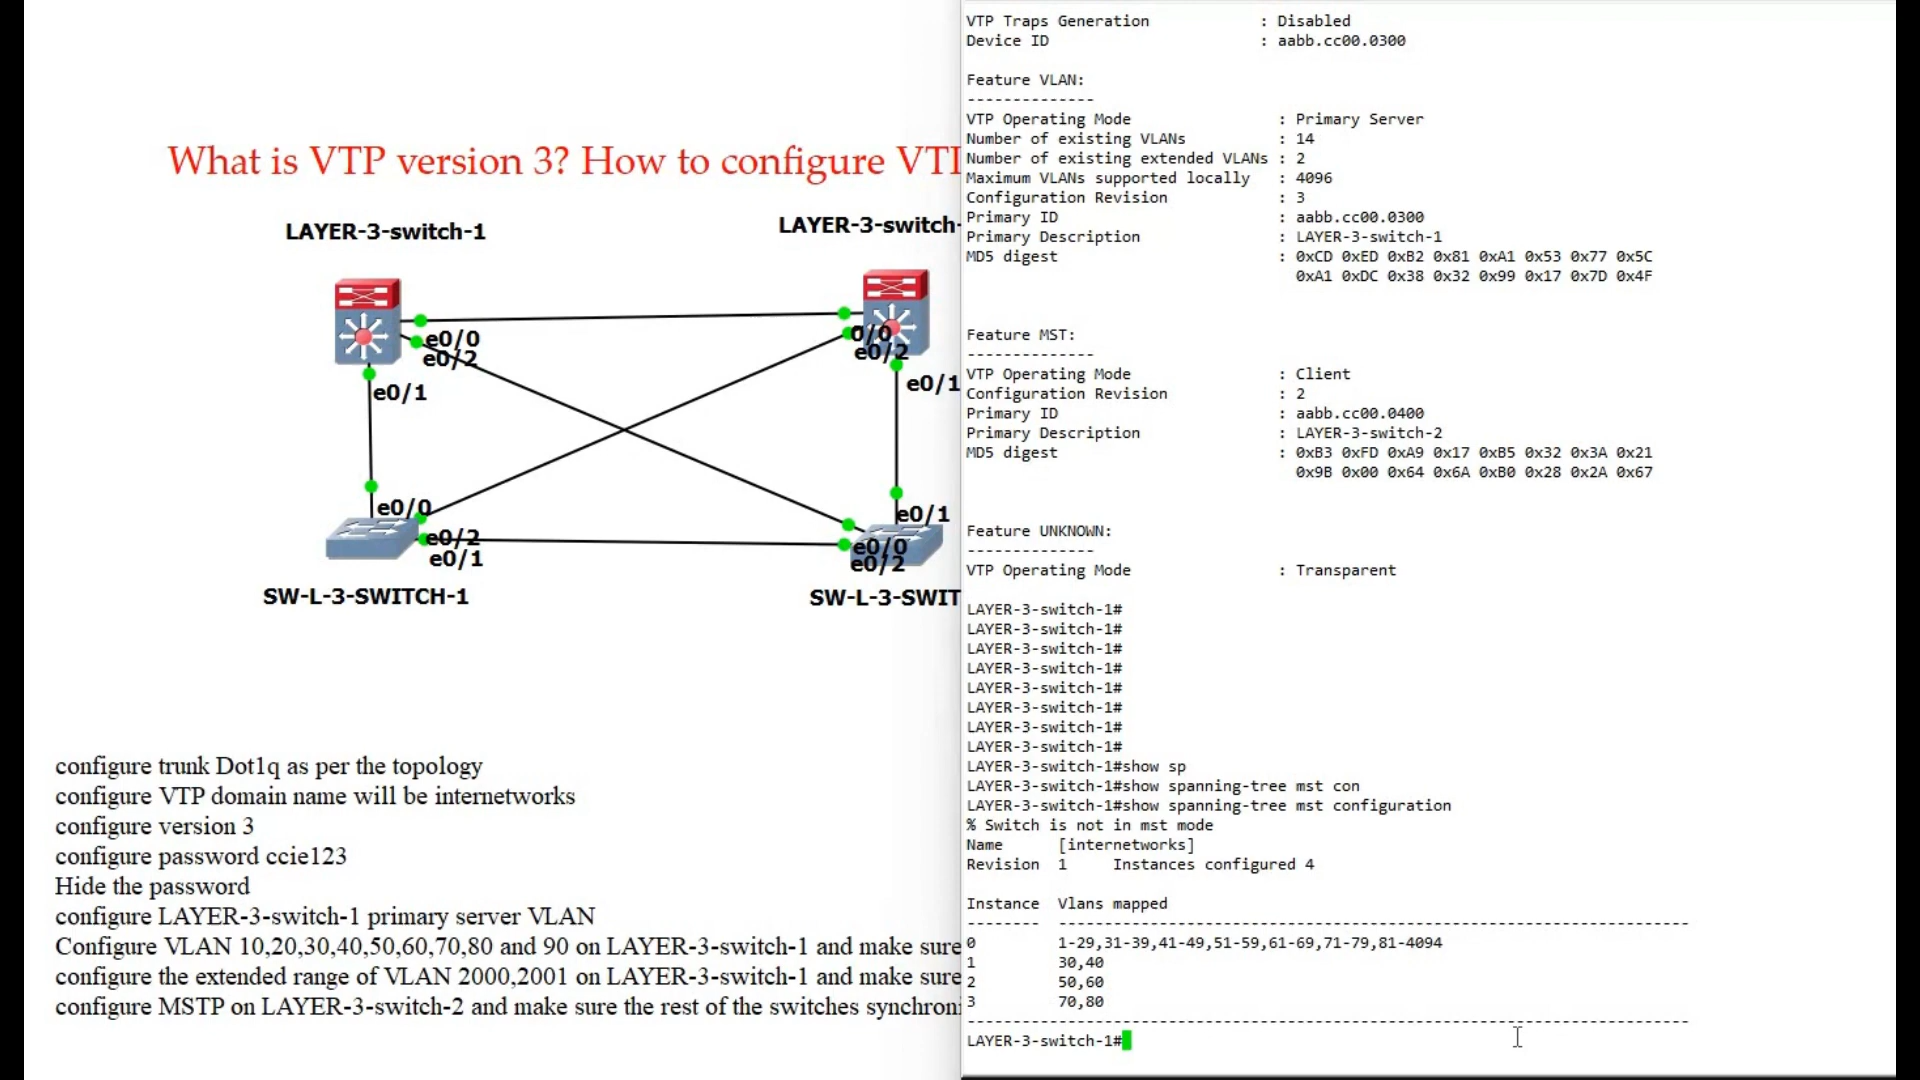 What is VTP version 3? How to configure VTP
LAYER-3-switch-1
LAYER-3-switch-
e0/0
e0/2
e0/1
0/0
e0/2
e0/1
e0/0
e0/2
e0/1
e0/1
e0/0
e0/2
SW-L-3-SWITCH-1
SW-L-3-SWIT
configure trunk Dot1q as per the topology
configure VTP domain name will be internetworks
configure version 3
configure password ccie123
Hide the password
configure LAYER-3-switch-1 primary server VLAN
Configure VLAN 10,20,30,40,50,60,70,80 and 90 on LAYER-3-switch-1 and make sure
configure the extended range of VLAN 2000,2001 on LAYER-3-switch-1 and make sure
configure MSTP on LAYER-3-switch-2 and make sure the rest of the switches synchroni
VTP Traps Generation : Disabled
Device ID : aabb.cc00.0300
Feature VLAN:
--------------
VTP Operating Mode : Primary Server
Number of existing VLANs : 14
Number of existing extended VLANs : 2
Maximum VLANs supported locally : 4096
Configuration Revision : 3
Primary ID : aabb.cc00.0300
Primary Description : LAYER-3-switch-1
MD5 digest : 0xCD 0xED 0xB2 0x81 0xA1 0x53 0x77 0x5C
0xA1 0xDC 0x38 0x32 0x99 0x17 0x7D 0x4F
Feature MST:
--------------
VTP Operating Mode : Client
Configuration Revision : 2
Primary ID : aabb.cc00.0400
Primary Description : LAYER-3-switch-2
MD5 digest : 0xB3 0xFD 0xA9 0x17 0xB5 0x32 0x3A 0x21
0x9B 0x00 0x64 0x6A 0xB0 0x28 0x2A 0x67
Feature UNKNOWN:
--------------
VTP Operating Mode : Transparent
LAYER-3-switch-1#
LAYER-3-switch-1#
LAYER-3-switch-1#
LAYER-3-switch-1#
LAYER-3-switch-1#
LAYER-3-switch-1#
LAYER-3-switch-1#
LAYER-3-switch-1#
LAYER-3-switch-1#show sp
LAYER-3-switch-1#show spanning-tree mst con
LAYER-3-switch-1#show spanning-tree mst configuration
% Switch is not in mst mode
Name [internetworks]
Revision 1 Instances configured 4
Instance Vlans mapped
-------- ---------------------------------------------------------------------
0 1-29,31-39,41-49,51-59,61-69,71-79,81-4094
1 30,40
2 50,60
3 70,80
-------------------------------------------------------------------------------
LAYER-3-switch-1#